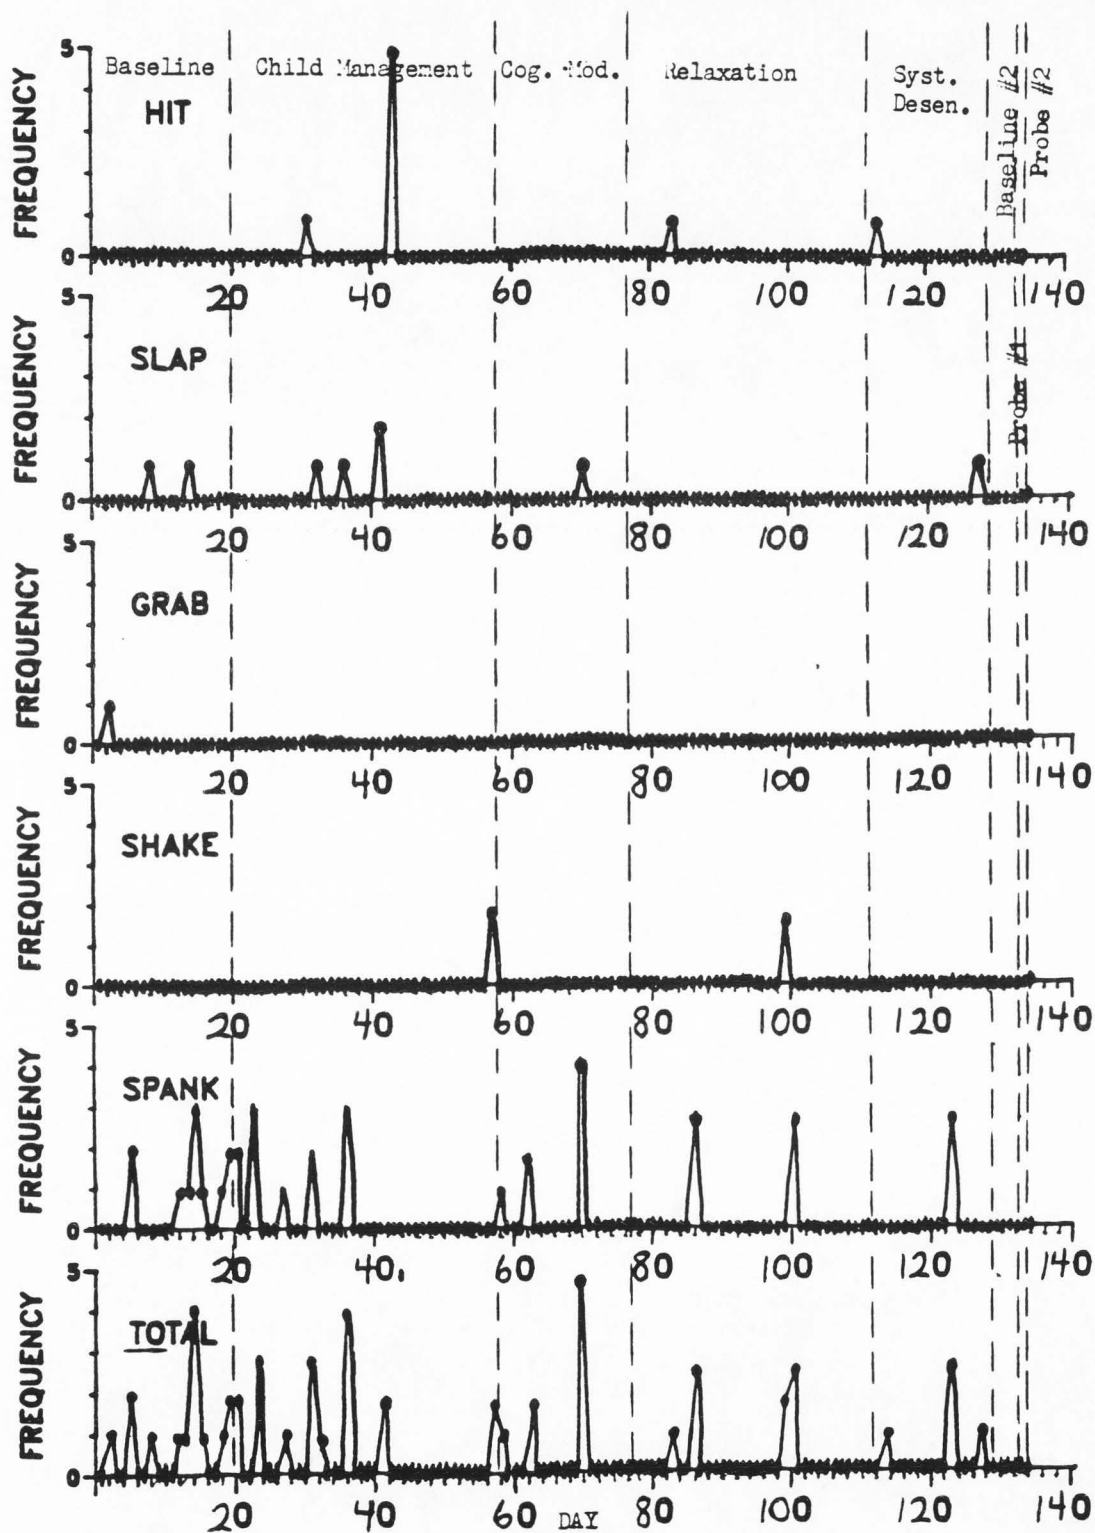 Baseline Child Management Cog. Mod. Relaxation Syst. Desen. Baseline #2 Probe #2
5
HIT
FREQUENCY
0
20 40 60 80 100 120 140
5
SLAP
FREQUENCY
Probe #1
0
20 40 60 80 100 120 140
5
GRAB
FREQUENCY
0
20 40 60 80 100 120 140
5
SHAKE
FREQUENCY
0
20 40 60 80 100 120 140
5
SPANK
FREQUENCY
0
20 40 60 80 100 120 140
5
TOTAL
FREQUENCY
0
20 40 60 80 100 120 140
DAY